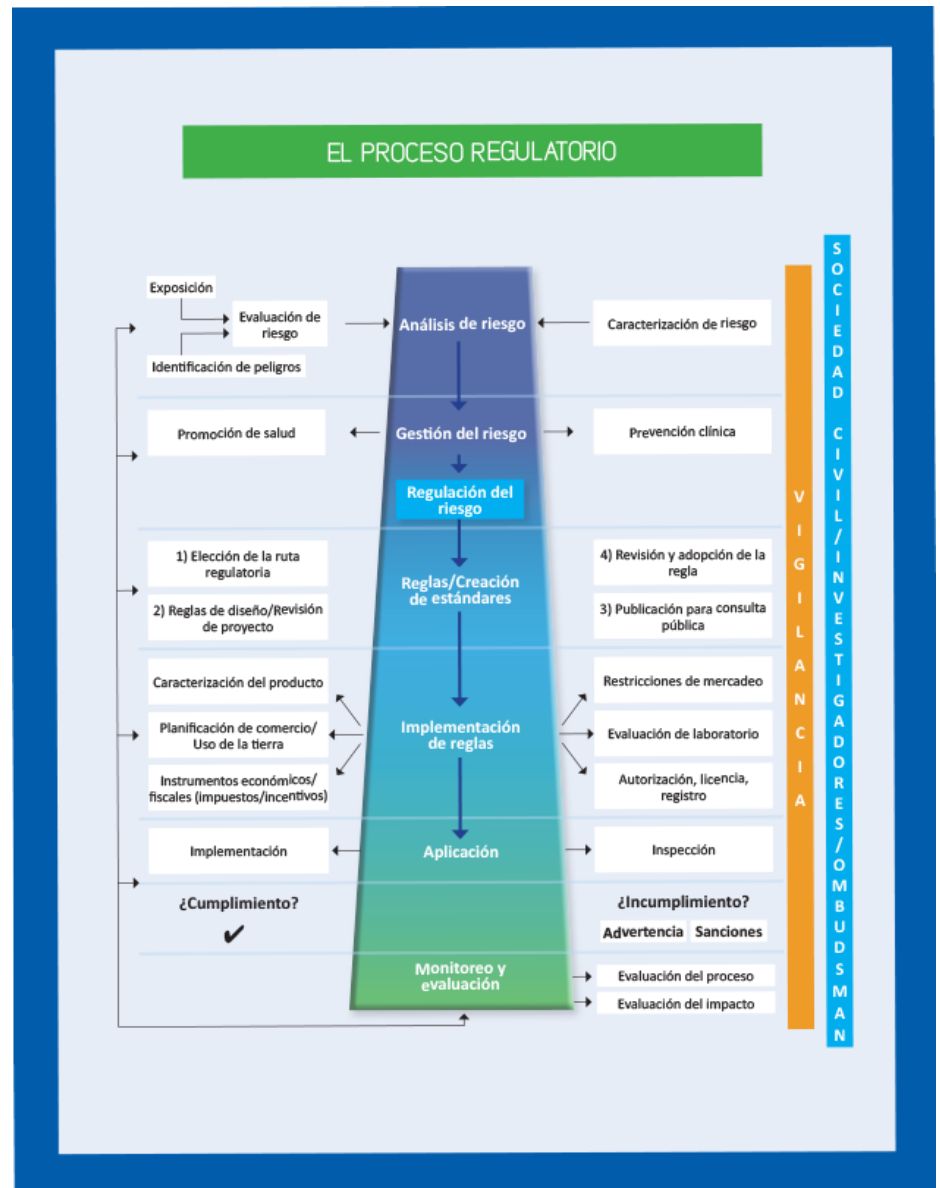 EL PROCESO REGULATORIO
Exposición
Evaluación de
riesgo
Identificación de peligros
Análisis de riesgo
Caracterización de riesgo
Promoción de salud
Gestión del riesgo
Prevención clínica
Regulación del
riesgo
1) Elección de la ruta
regulatoria
2) Reglas de diseño/Revisión
de proyecto
Reglas/Creación
de estándares
4) Revisión y adopción de la
regla
3) Publicación para consulta
pública
Caracterización del producto
Planificación de comercio/
Uso de la tierra
Instrumentos económicos/
fiscales (impuestos/incentivos)
Implementación
de reglas
Restricciones de mercadeo
Evaluación de laboratorio
Autorización, licencia,
registro
Implementación
Aplicación
Inspección
¿Cumplimiento?
¿Incumplimiento?
Advertencia Sanciones
Monitoreo y
evaluación
Evaluación del proceso
Evaluación del impacto
VIGILANCIA
SOCIEDAD CIVIL/INVESTIGADORES/OMBUDSMAN